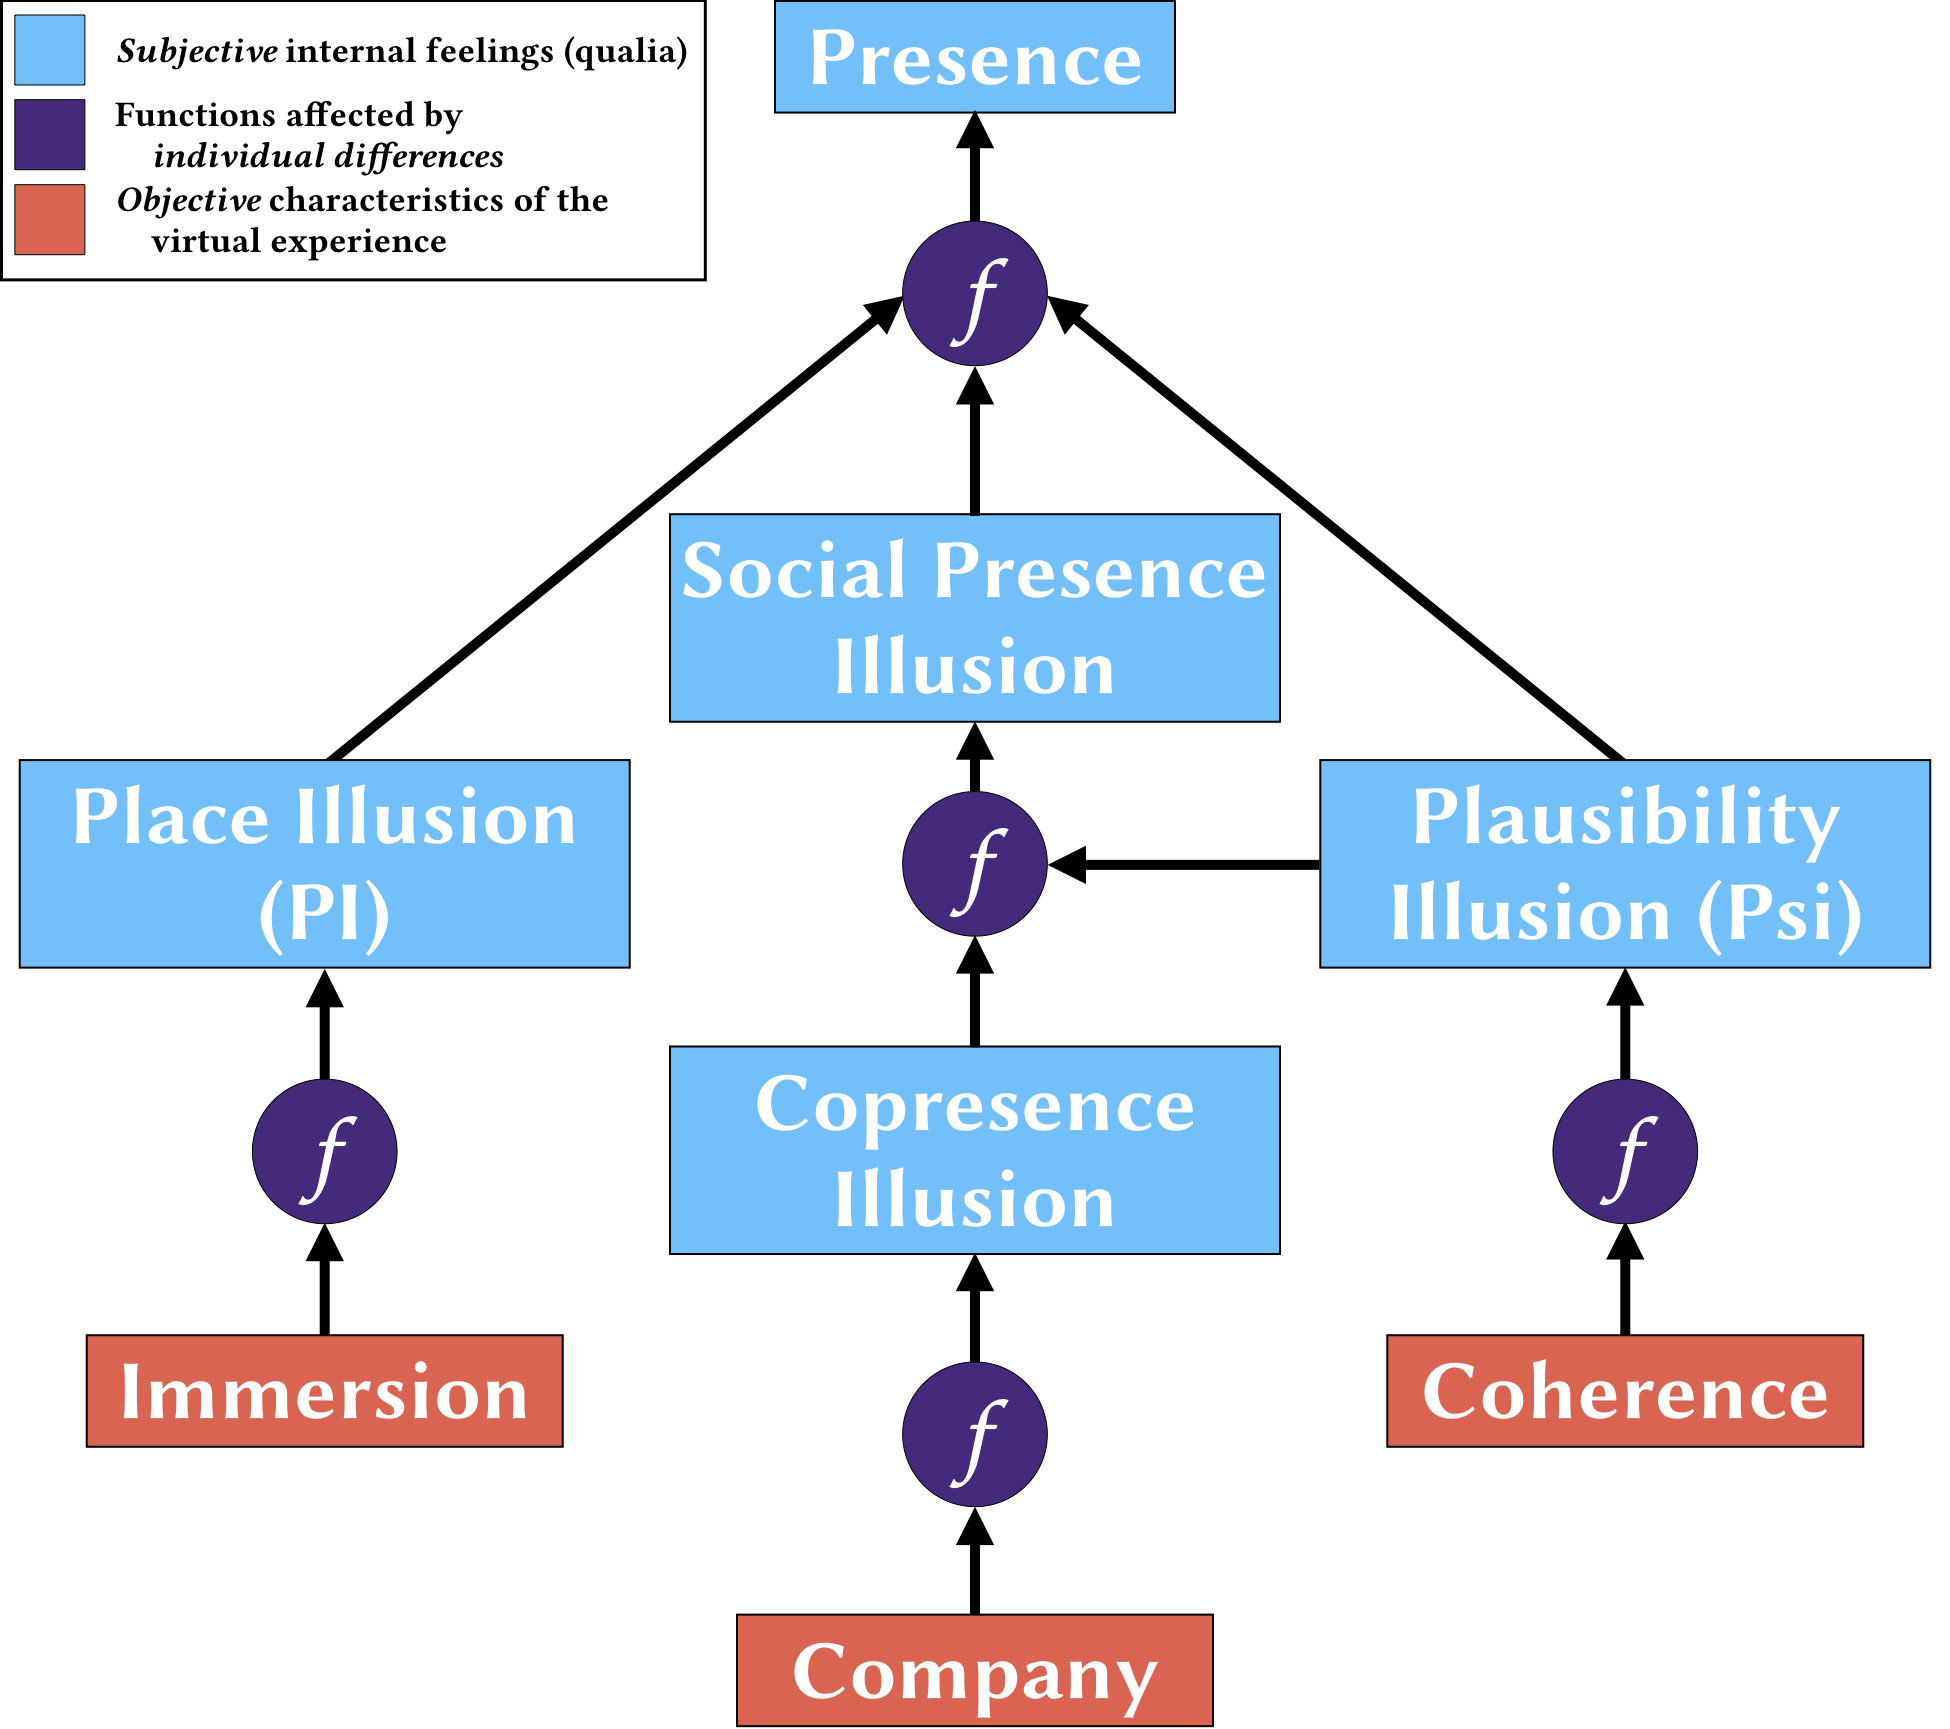 Subjective internal feelings (qualia)
Functions affected by
individual differences
Objective characteristics of the
virtual experience
Presence
f
Social Presence
Illusion
Place Illusion
(PI)
f
Plausibility
Illusion (Psi)
f
Copresence
Illusion
f
Immersion
Coherence
f
Company